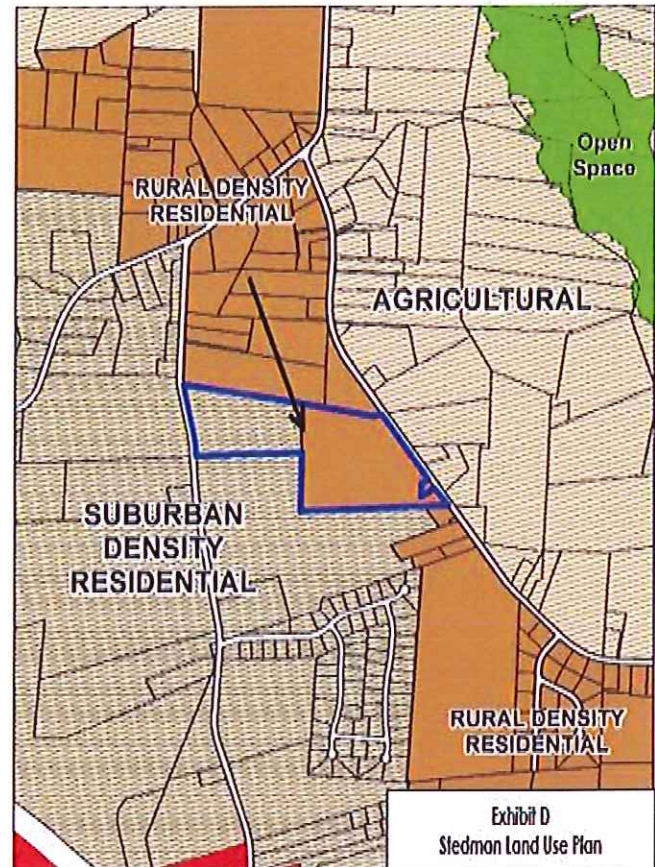 Open
Space
RURAL DENSITY
RESIDENTIAL
AGRICULTURAL
SUBURBAN
DENSITY
RESIDENTIAL
RURAL DENSITY
RESIDENTIAL
Exhibit D
Stedman Land Use Plan